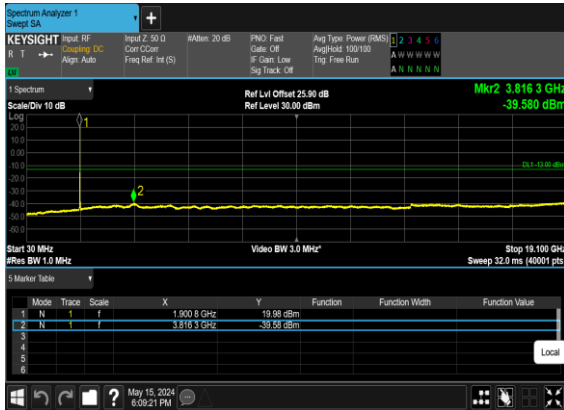 Spectrum Analyzer 1
Swept SA
+
KEYSIGHT Input: RF Input Z: 50 Ω #Atten: 20 dB PNO: Fast Avg Type: Power (RMS) 1 2 3 4 5 6
R T Coupling: DC Corr CCorr Gate: Off Avg|Hold: 100/100 A W W W W W
Align: Auto Freq Ref: Int (S) IF Gain: Low Trig: Free Run
LXI Sig Track: Off A N N N N N
1 Spectrum Ref Lvl Offset 25.90 dB Mkr2 3.816 3 GHz
Scale/Div 10 dB Ref Level 30.00 dBm -39.580 dBm
Log
1
20.0
10.0
0.00
-10.0
DL1 -13.00 dBm
-20.0
-30.0
2
-40.0
-50.0
-60.0
Start 30 MHz Video BW 3.0 MHz* Stop 19.100 GHz
#Res BW 1.0 MHz Sweep 32.0 ms (40001 pts)
5 Marker Table
Mode Trace Scale X Y Function Function Width Function Value
1 N 1 f 1.900 8 GHz 19.98 dBm
2 N 1 f 3.816 3 GHz -39.58 dBm
3
4
5
6
Local
? May 15, 2024
6:09:21 PM